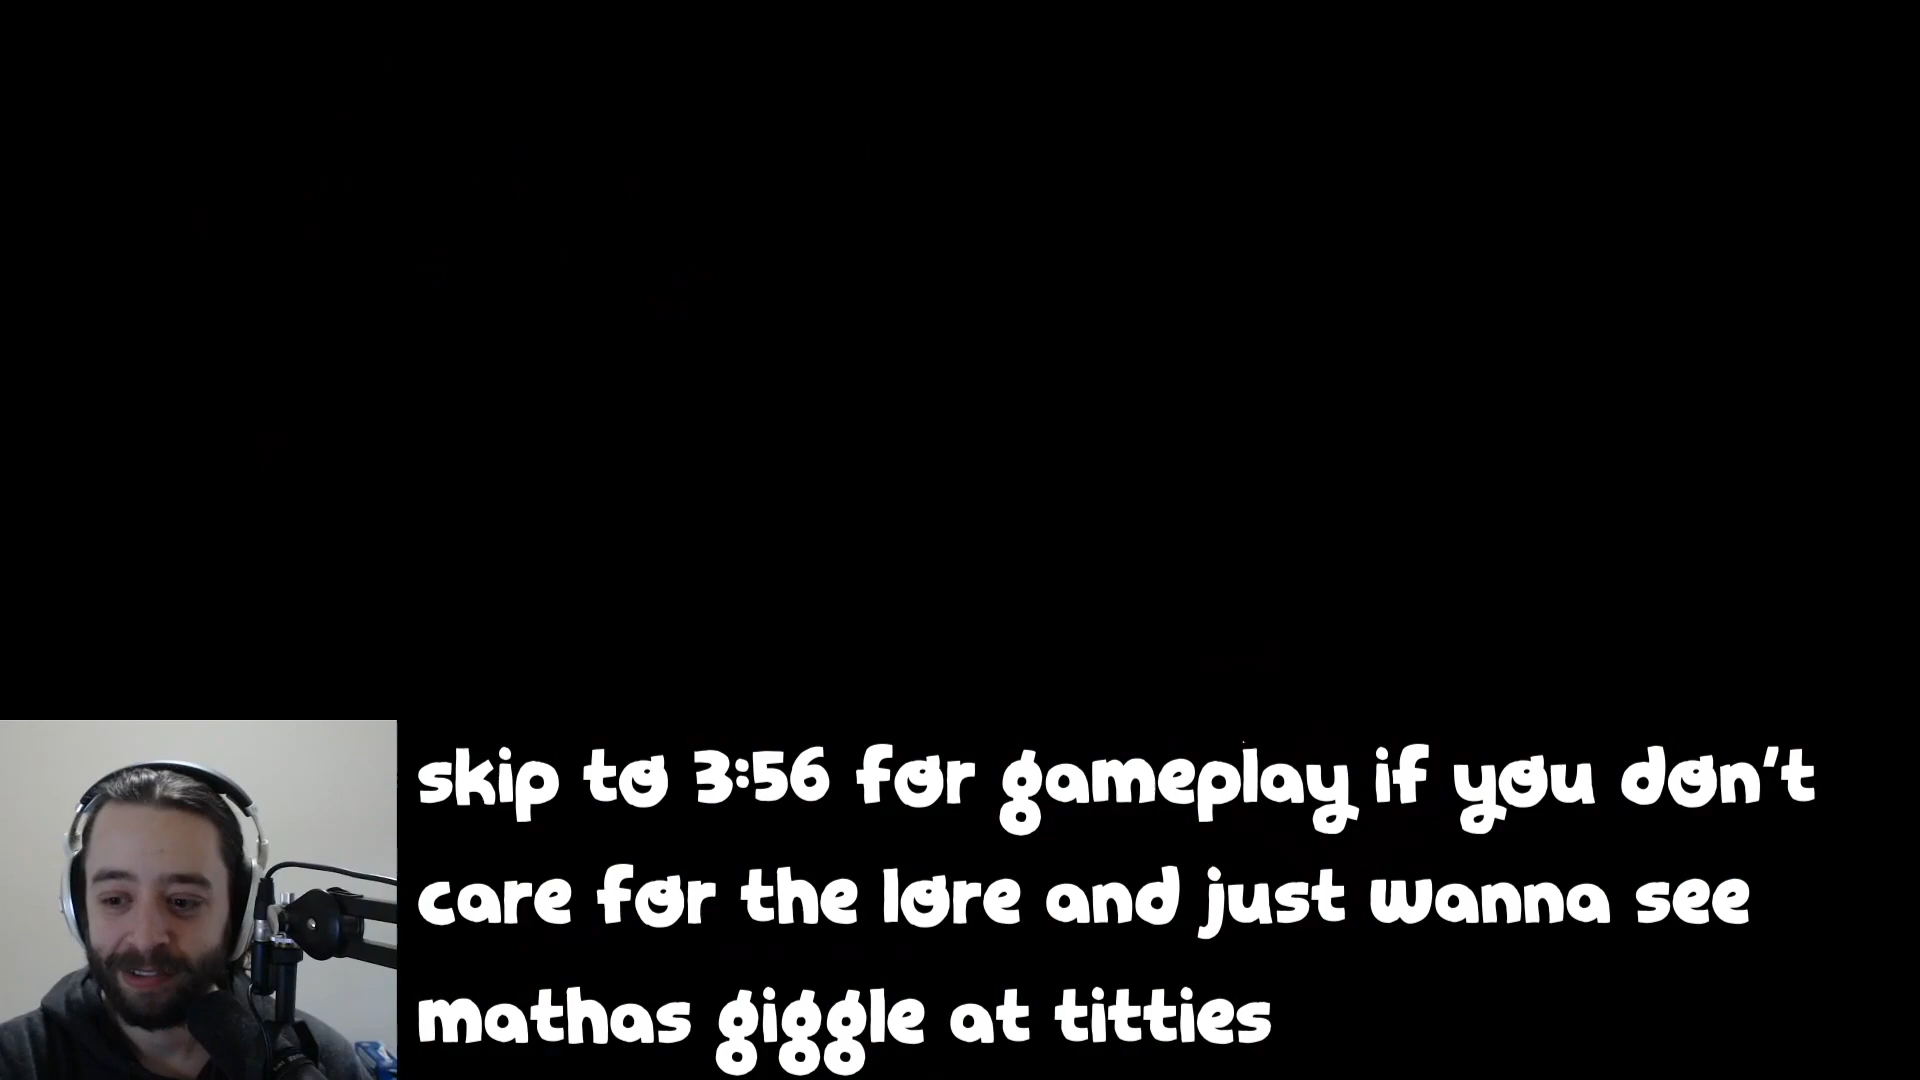 skip to 3:56 for gameplay if you don't
care for the lore and just wanna see
mathas giggle at titties